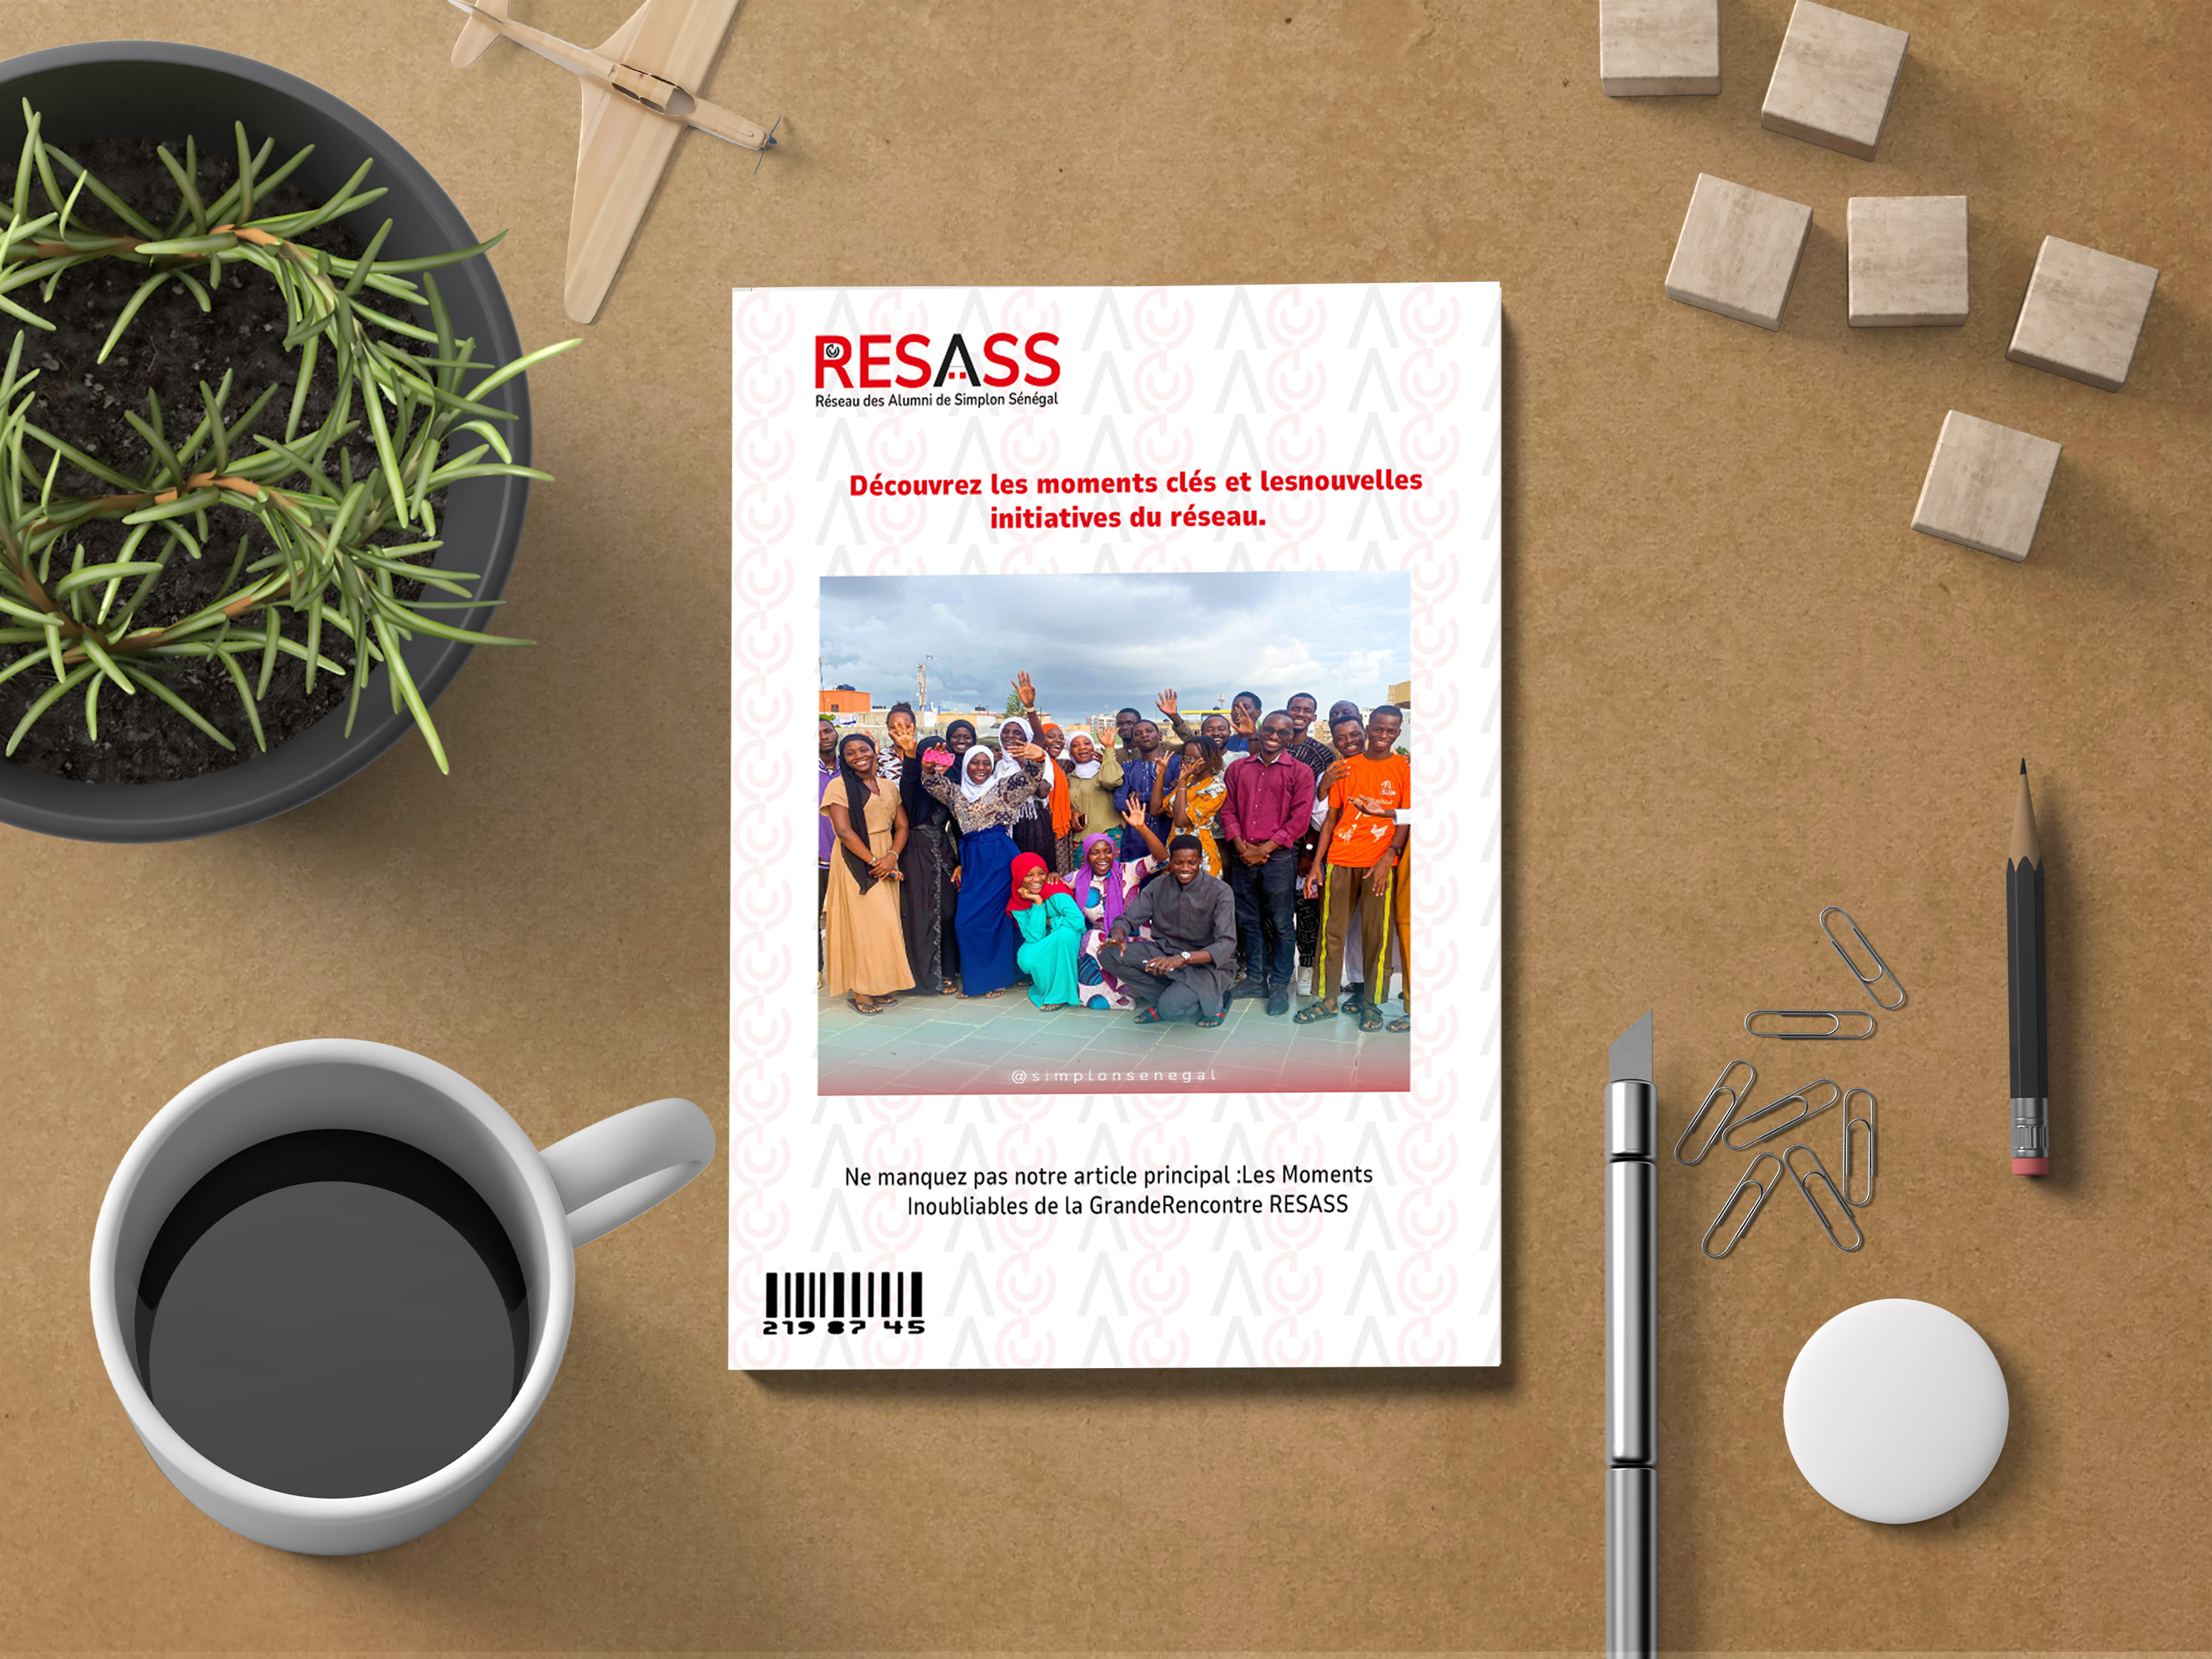 RESASS
Réseau des Alumni de Simplon Sénégal
Découvrez les moments clés et lesnouvelles
initiatives du réseau.
@simplonsenegal
Ne manquez pas notre article principal :Les Moments
Inoubliables de la GrandeRencontre RESASS
219 87 45